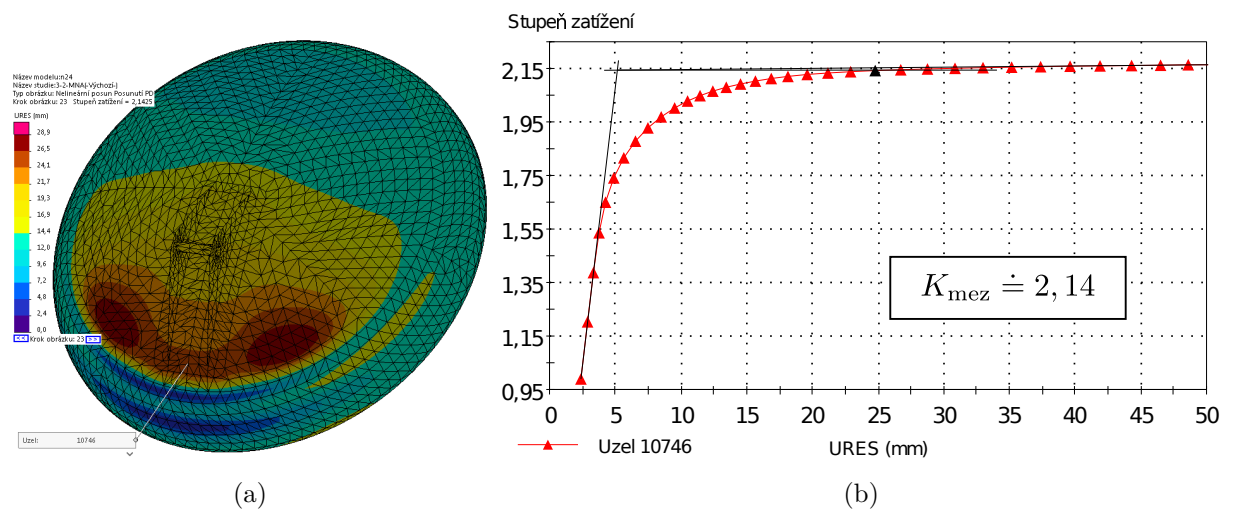 Název modelu:n24
Název studie:3-2-MNA(-Výchozí-)
Typ obrázku: Nelineární posun Posunutí PD
Krok obrázku: 23 Stupeň zatížení = 2,1425
URES (mm)
28,9
26,5
24,1
21,7
19,3
16,9
14,4
12,0
9,6
7,2
4,8
2,4
0,0
<< Krok obrázku: 23 >>
Uzel: 10746
(a)
Stupeň zatížení
2,15
1,95
1,75
1,55
1,35
1,15
0,95
0 5 10 15 20 25 30 35 40 45 50
K_mez ≐ 2, 14
Uzel 10746
URES (mm)
(b)